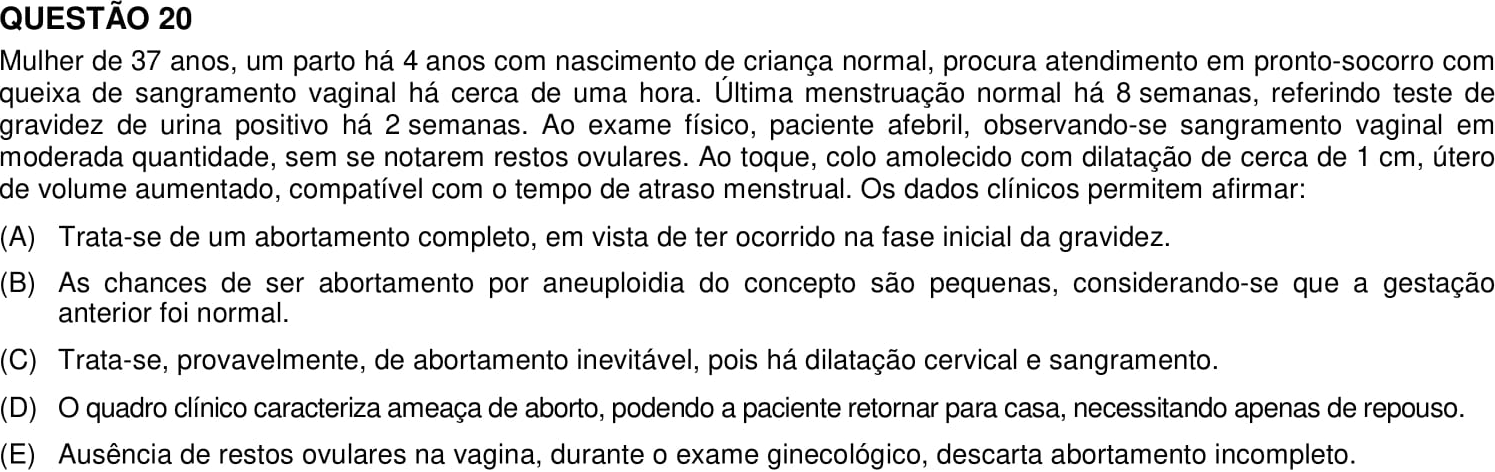 QUESTÃO 20
Mulher de 37 anos, um parto há 4 anos com nascimento de criança normal, procura atendimento em pronto-socorro com
queixa de sangramento vaginal há cerca de uma hora. Última menstruação normal há 8 semanas, referindo teste de
gravidez de urina positivo há 2 semanas. Ao exame físico, paciente afebril, observando-se sangramento vaginal em
moderada quantidade, sem se notarem restos ovulares. Ao toque, colo amolecido com dilatação de cerca de 1 cm, útero
de volume aumentado, compatível com o tempo de atraso menstrual. Os dados clínicos permitem afirmar:
(A) Trata-se de um abortamento completo, em vista de ter ocorrido na fase inicial da gravidez.
(B) As chances de ser abortamento por aneuploidia do concepto são pequenas, considerando-se que a gestação
anterior foi normal.
(C) Trata-se, provavelmente, de abortamento inevitável, pois há dilatação cervical e sangramento.
(D) O quadro clínico caracteriza ameaça de aborto, podendo a paciente retornar para casa, necessitando apenas de repouso.
(E) Ausência de restos ovulares na vagina, durante o exame ginecológico, descarta abortamento incompleto.